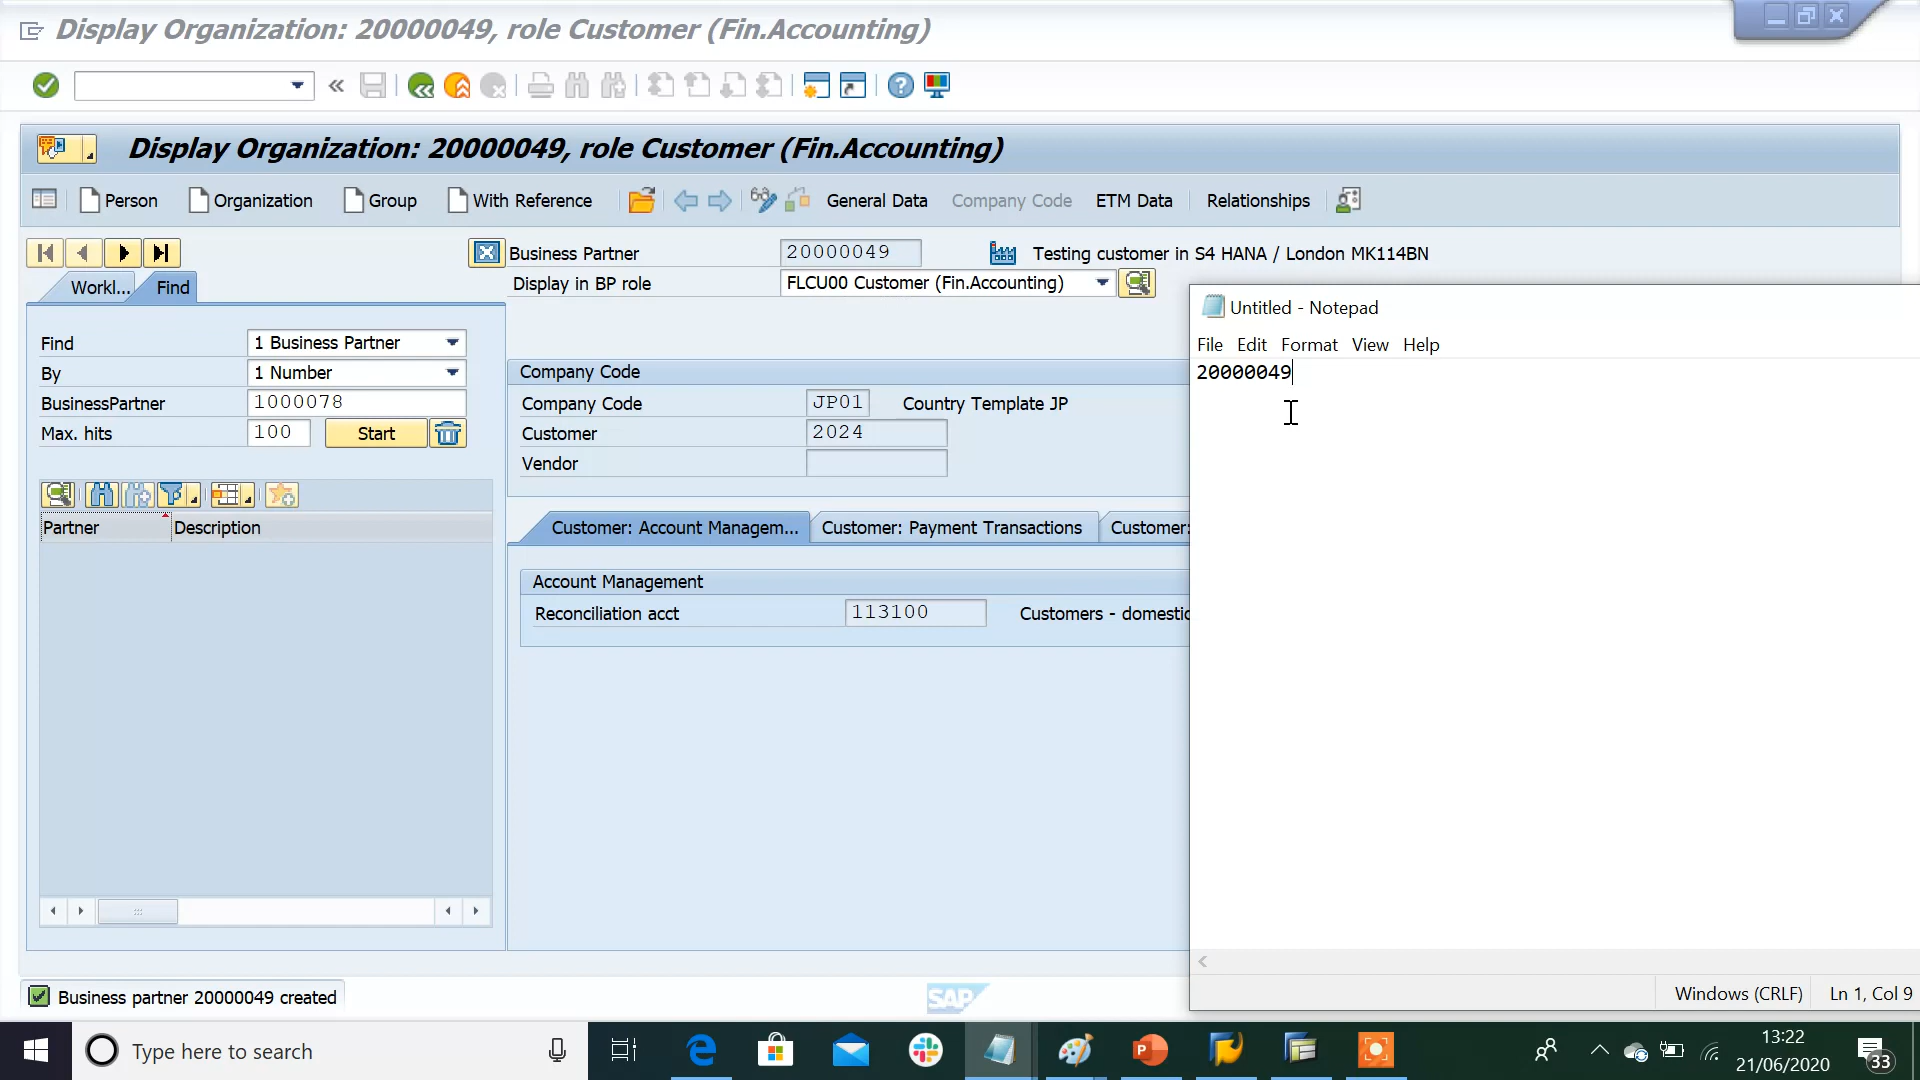 Display Organization: 20000049, role Customer (Fin.Accounting)
Display Organization: 20000049, role Customer (Fin.Accounting)
Person
Organization
Group
With Reference
General Data
Company Code
ETM Data
Relationships
Business Partner 20000049 Testing customer in S4 HANA / London MK114BN
Display in BP role FLCU00 Customer (Fin.Accounting)
Workl... Find
Find 1 Business Partner
By 1 Number
BusinessPartner 1000078
Max. hits 100 Start
Partner Description
Company Code
Company Code JP01 Country Template JP
Customer 2024
Vendor
Customer: Account Managem... Customer: Payment Transactions Customer:
Account Management
Reconciliation acct 113100 Customers - domestic
Untitled - Notepad
File Edit Format View Help
20000049
Windows (CRLF) Ln 1, Col 9
Business partner 20000049 created
SAP
Type here to search
13:22
21/06/2020
33